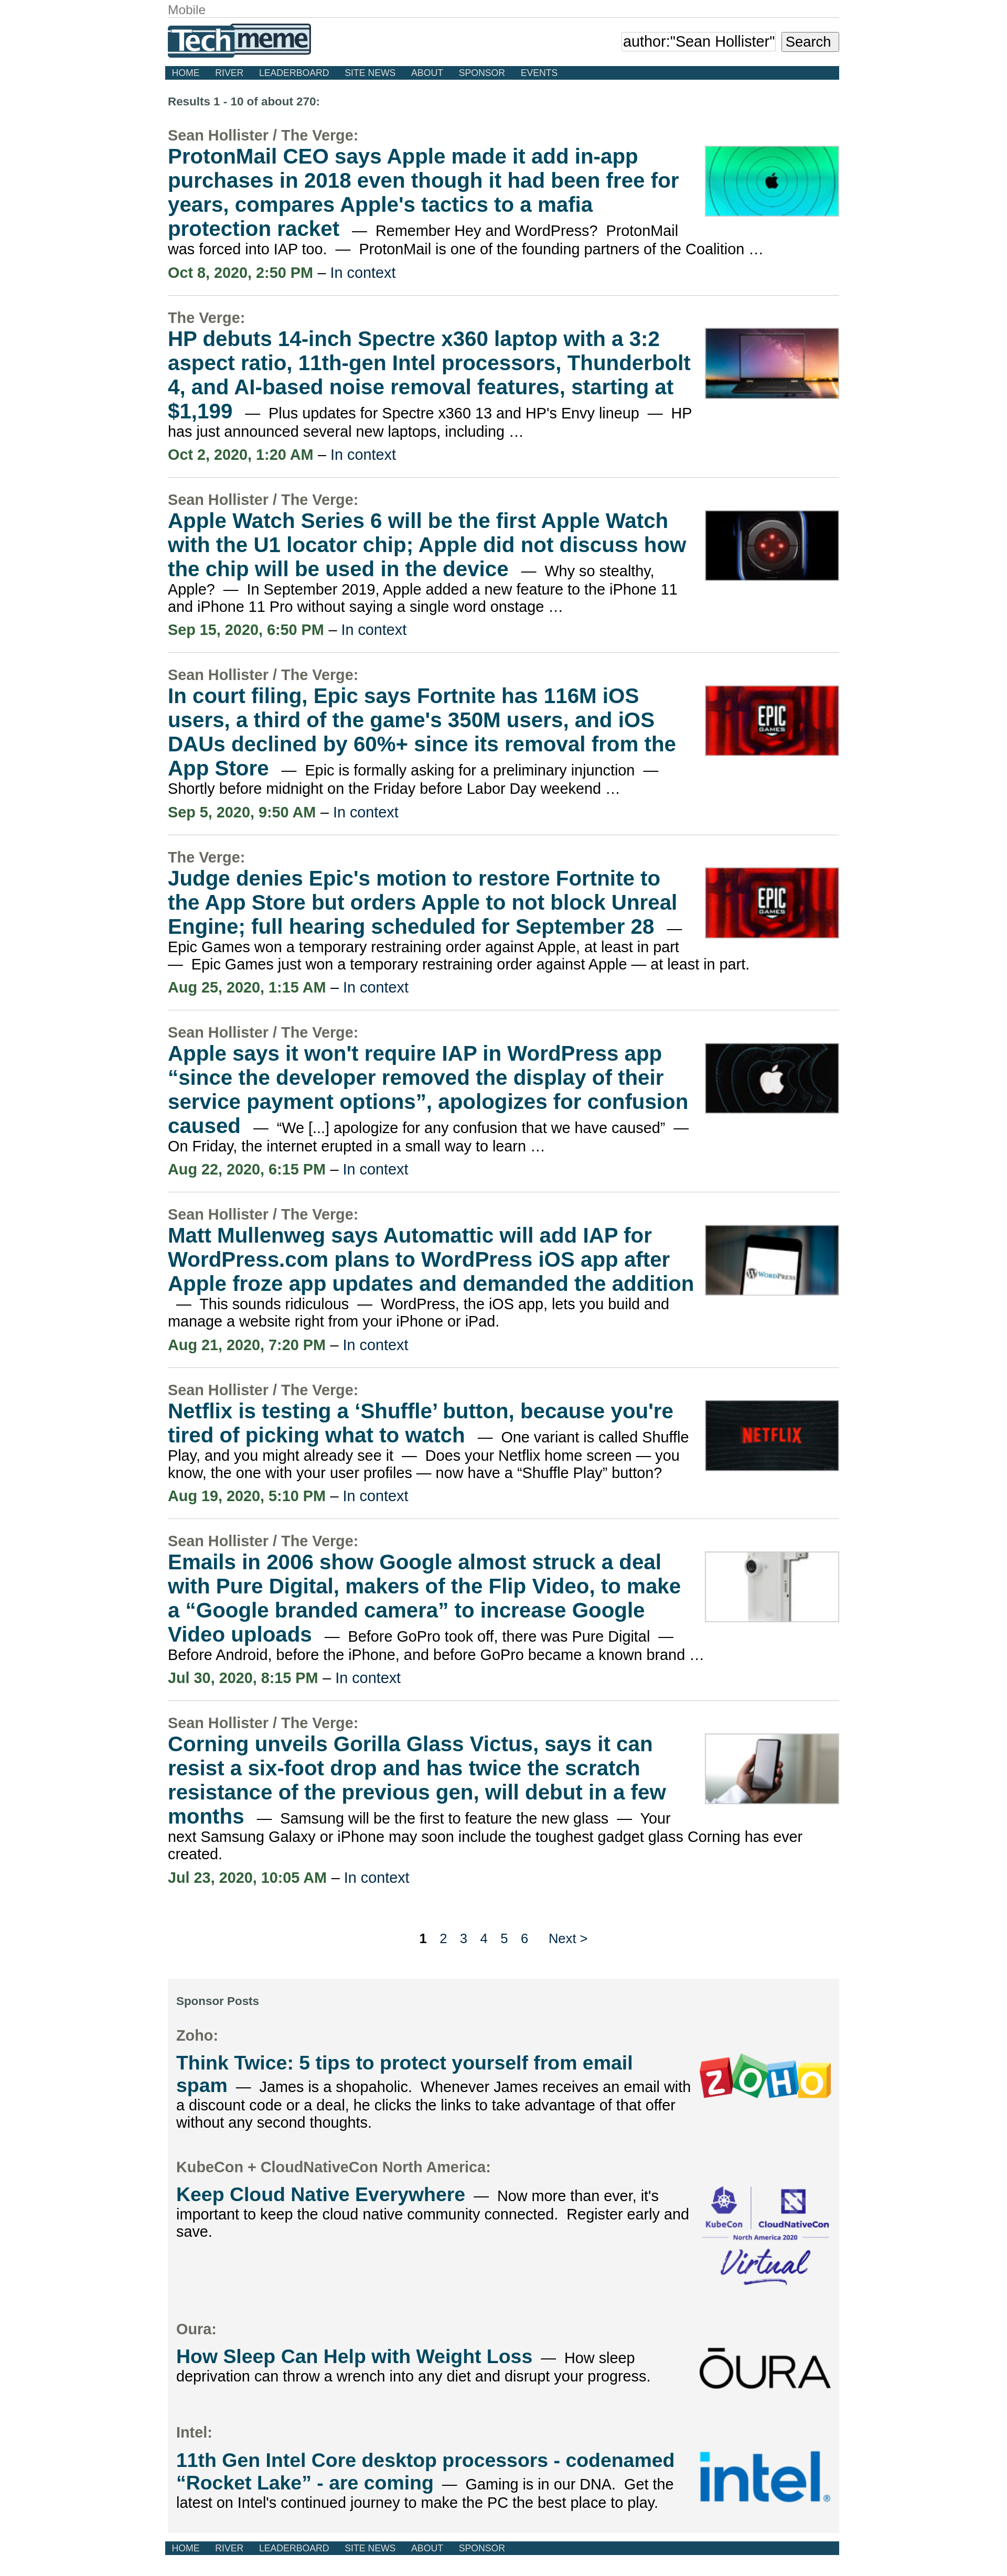 Mobile
Techmeme
author:"Sean Hollister" Search
HOME RIVER LEADERBOARD SITE NEWS ABOUT SPONSOR EVENTS
Results 1 - 10 of about 270:
Sean Hollister / The Verge:
ProtonMail CEO says Apple made it add in-app
purchases in 2018 even though it had been free for
years, compares Apple's tactics to a mafia
protection racket — Remember Hey and WordPress? ProtonMail
was forced into IAP too. — ProtonMail is one of the founding partners of the Coalition …
Oct 8, 2020, 2:50 PM – In context
The Verge:
HP debuts 14-inch Spectre x360 laptop with a 3:2
aspect ratio, 11th-gen Intel processors, Thunderbolt
4, and AI-based noise removal features, starting at
$1,199 — Plus updates for Spectre x360 13 and HP's Envy lineup — HP
has just announced several new laptops, including …
Oct 2, 2020, 1:20 AM – In context
Sean Hollister / The Verge:
Apple Watch Series 6 will be the first Apple Watch
with the U1 locator chip; Apple did not discuss how
the chip will be used in the device — Why so stealthy,
Apple? — In September 2019, Apple added a new feature to the iPhone 11
and iPhone 11 Pro without saying a single word onstage …
Sep 15, 2020, 6:50 PM – In context
Sean Hollister / The Verge:
In court filing, Epic says Fortnite has 116M iOS
users, a third of the game's 350M users, and iOS
DAUs declined by 60%+ since its removal from the
App Store — Epic is formally asking for a preliminary injunction —
Shortly before midnight on the Friday before Labor Day weekend …
EPIC
GAMES
Sep 5, 2020, 9:50 AM – In context
The Verge:
Judge denies Epic's motion to restore Fortnite to
the App Store but orders Apple to not block Unreal
Engine; full hearing scheduled for September 28 —
Epic Games won a temporary restraining order against Apple, at least in part
— Epic Games just won a temporary restraining order against Apple — at least in part.
EPIC
GAMES
Aug 25, 2020, 1:15 AM – In context
Sean Hollister / The Verge:
Apple says it won't require IAP in WordPress app
“since the developer removed the display of their
service payment options”, apologizes for confusion
caused — “We [...] apologize for any confusion that we have caused” —
On Friday, the internet erupted in a small way to learn …
Aug 22, 2020, 6:15 PM – In context
Sean Hollister / The Verge:
Matt Mullenweg says Automattic will add IAP for
WordPress.com plans to WordPress iOS app after
Apple froze app updates and demanded the addition
— This sounds ridiculous — WordPress, the iOS app, lets you build and
manage a website right from your iPhone or iPad.
WORDPRESS
Aug 21, 2020, 7:20 PM – In context
Sean Hollister / The Verge:
Netflix is testing a ‘Shuffle’ button, because you're
tired of picking what to watch — One variant is called Shuffle
Play, and you might already see it — Does your Netflix home screen — you
know, the one with your user profiles — now have a “Shuffle Play” button?
NETFLIX
Aug 19, 2020, 5:10 PM – In context
Sean Hollister / The Verge:
Emails in 2006 show Google almost struck a deal
with Pure Digital, makers of the Flip Video, to make
a “Google branded camera” to increase Google
Video uploads — Before GoPro took off, there was Pure Digital —
Before Android, before the iPhone, and before GoPro became a known brand …
Jul 30, 2020, 8:15 PM – In context
Sean Hollister / The Verge:
Corning unveils Gorilla Glass Victus, says it can
resist a six-foot drop and has twice the scratch
resistance of the previous gen, will debut in a few
months — Samsung will be the first to feature the new glass — Your
next Samsung Galaxy or iPhone may soon include the toughest gadget glass Corning has ever
created.
Jul 23, 2020, 10:05 AM – In context
1 2 3 4 5 6 Next >
Sponsor Posts
Zoho:
Think Twice: 5 tips to protect yourself from email
spam — James is a shopaholic. Whenever James receives an email with
a discount code or a deal, he clicks the links to take advantage of that offer
without any second thoughts.
ZOHO
KubeCon + CloudNativeCon North America:
Keep Cloud Native Everywhere — Now more than ever, it's
important to keep the cloud native community connected. Register early and
save.
KubeCon CloudNativeCon
North America 2020
Virtual
Oura:
How Sleep Can Help with Weight Loss — How sleep
deprivation can throw a wrench into any diet and disrupt your progress.
ŌURA
Intel:
11th Gen Intel Core desktop processors - codenamed
“Rocket Lake” - are coming — Gaming is in our DNA. Get the
latest on Intel's continued journey to make the PC the best place to play.
intel®
HOME RIVER LEADERBOARD SITE NEWS ABOUT SPONSOR